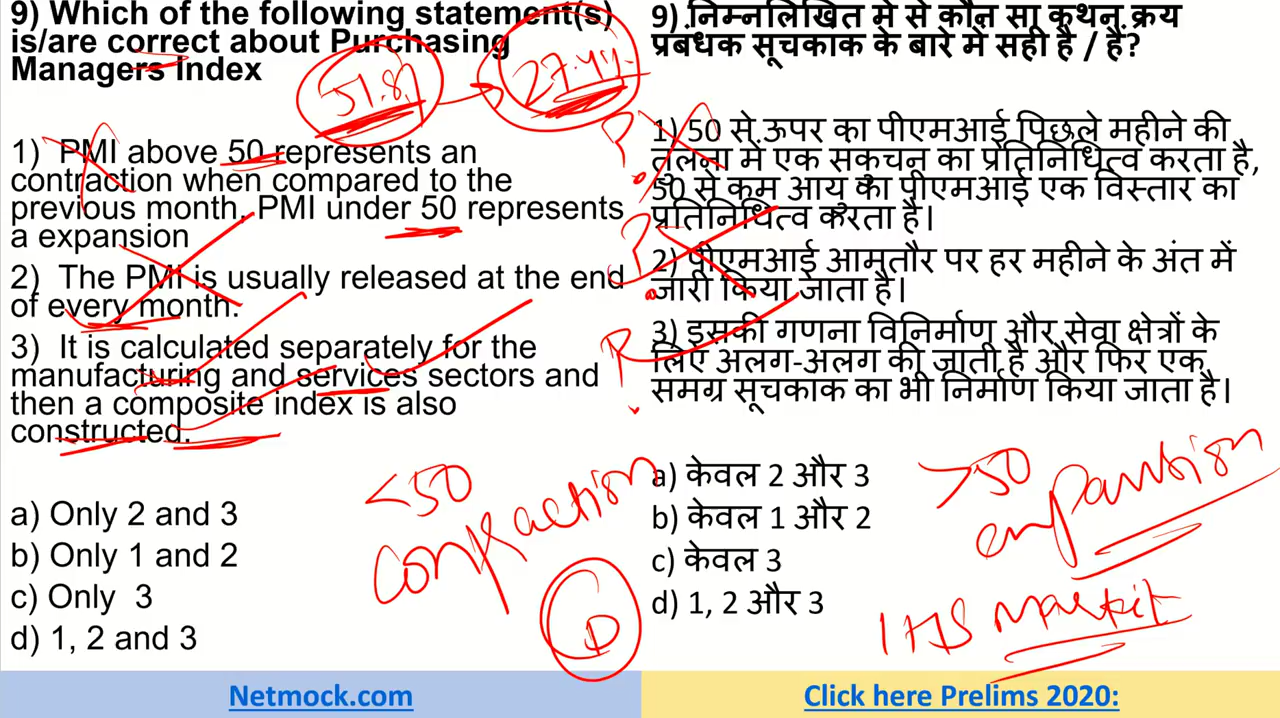 9) Which of the following statement(s)
is/are correct about Purchasing
Managers Index
51.8
27.4%
1) PMI above 50 represents an
contraction when compared to the
previous month. PMI under 50 represents
a expansion
2) The PMI is usually released at the end
of every month.
3) It is calculated separately for the
manufacturing and services sectors and
then a composite index is also
constructed.
<50
contraction
a) Only 2 and 3
b) Only 1 and 2
c) Only 3
d) 1, 2 and 3
D
9) निम्नलिखित में से कौन सा कथन क्रय
प्रबंधक सूचकांक के बारे में सही है / हैं?
1) 50 से ऊपर का पीएमआई पिछले महीने की
तुलना में एक संकुचन का प्रतिनिधित्व करता है,
50 से कम आयु का पीएमआई एक विस्तार का
प्रतिनिधित्व करता है।
2) पीएमआई आमतौर पर हर महीने के अंत में
जारी किया जाता है।
3) इसकी गणना विनिर्माण और सेवा क्षेत्रों के
लिए अलग-अलग की जाती है और फिर एक
समग्र सूचकांक का भी निर्माण किया जाता है।
P
?
R
>50
expansion
a) केवल 2 और 3
b) केवल 1 और 2
c) केवल 3
d) 1, 2 और 3
IHS Markit
Netmock.com
Click here Prelims 2020: